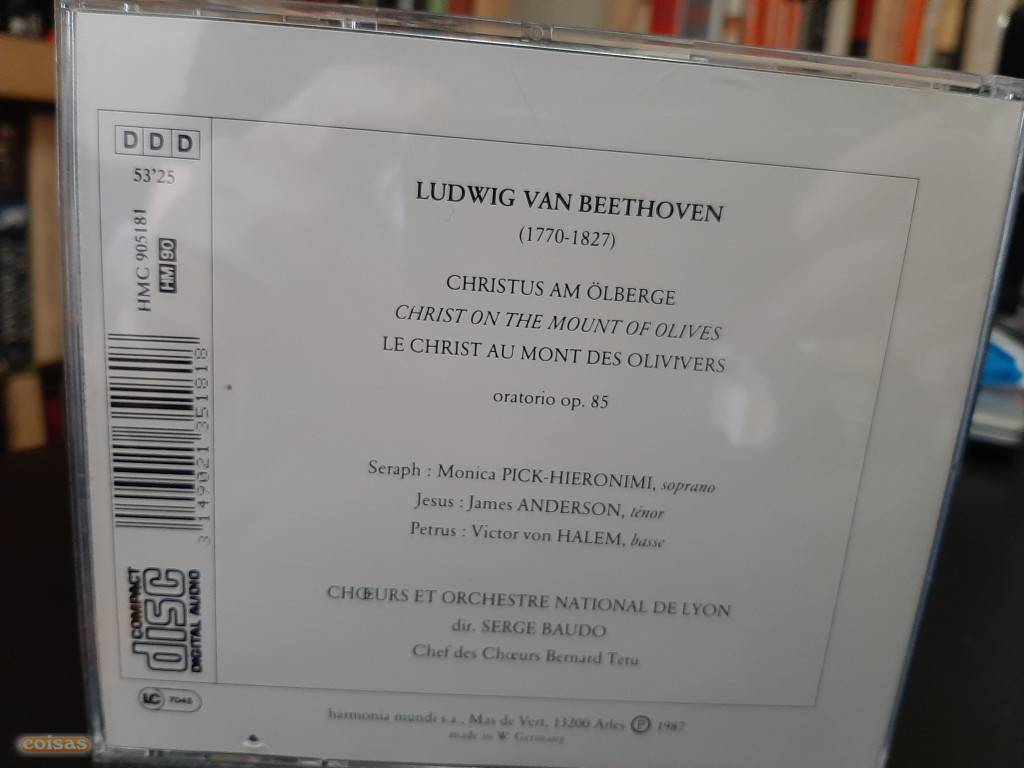 DDD
53'25
HMC 905181
HM 90
3 149021 351818
COMPACT
disc
DIGITAL AUDIO
LC 7045
LUDWIG VAN BEETHOVEN
(1770-1827)
CHRISTUS AM ÖLBERGE
CHRIST ON THE MOUNT OF OLIVES
LE CHRIST AU MONT DES OLIVIVERS
oratorio op. 85
Seraph : Monica PICK-HIERONIMI, soprano
Jesus : James ANDERSON, ténor
Petrus : Victor von HALEM, basse
CHŒURS ET ORCHESTRE NATIONAL DE LYON
dir. SERGE BAUDO
Chef des Chœurs Bernard Tetu
harmonia mundi s.a., Mas de Vert, 13200 Arles Ⓟ 1987
made in W. Germany
coisas